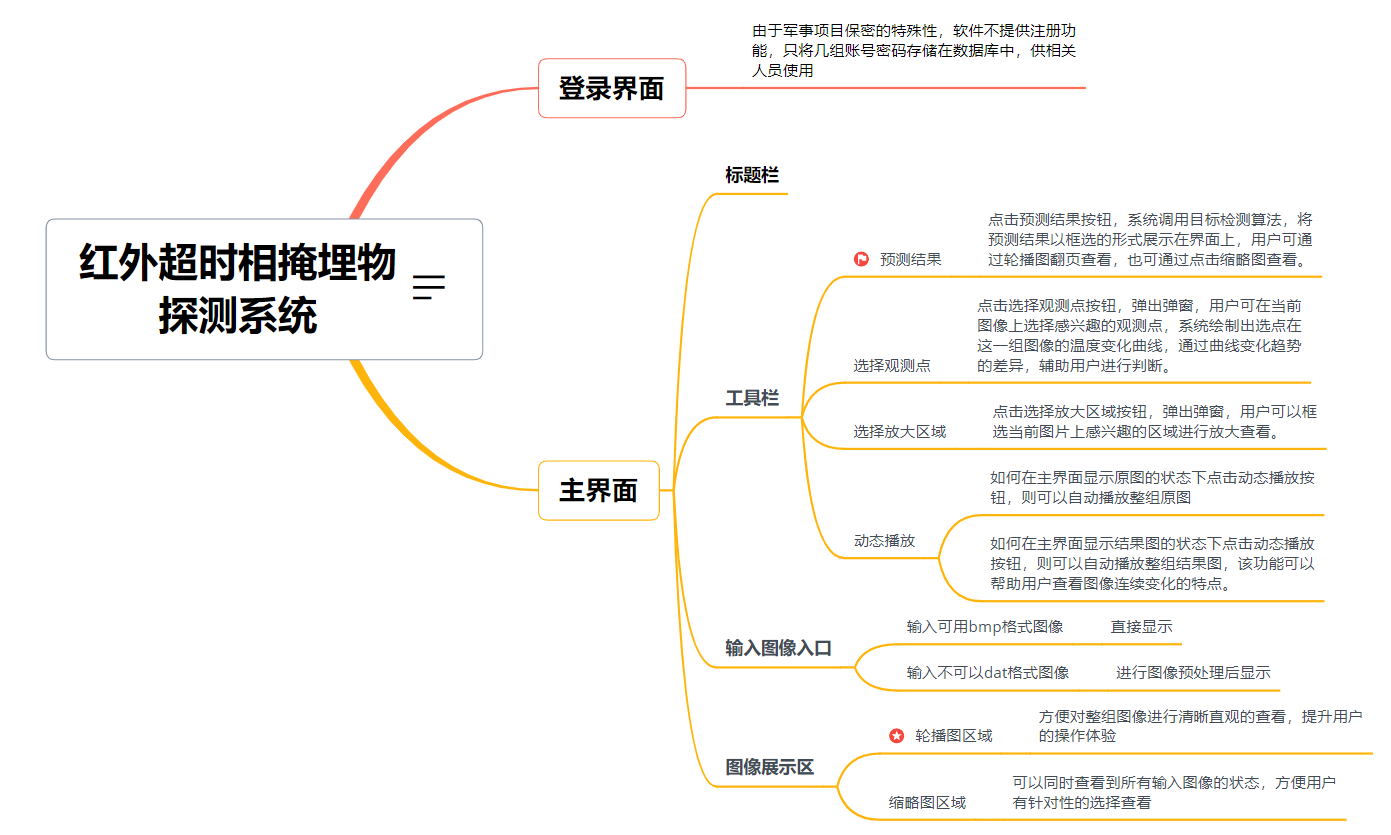 由于军事项目保密的特殊性，软件不提供注册功
能，只将几组账号密码存储在数据库中，供相关
人员使用
登录界面
红外超时相掩埋物
探测系统
主界面
标题栏
工具栏
预测结果
点击预测结果按钮，系统调用目标检测算法，将
预测结果以框选的形式展示在界面上，用户可通
过轮播图翻页查看，也可通过点击缩略图查看。
选择观测点
点击选择观测点按钮，弹出弹窗，用户可在当前
图像上选择感兴趣的观测点，系统绘制出选点在
这一组图像的温度变化曲线，通过曲线变化趋势
的差异，辅助用户进行判断。
选择放大区域
点击选择放大区域按钮，弹出弹窗，用户可以框
选当前图片上感兴趣的区域进行放大查看。
动态播放
如何在主界面显示原图的状态下点击动态播放按
钮，则可以自动播放整组原图
如何在主界面显示结果图的状态下点击动态播放
按钮，则可以自动播放整组结果图，该功能可以
帮助用户查看图像连续变化的特点。
输入图像入口
输入可用bmp格式图像
直接显示
输入不可以dat格式图像
进行图像预处理后显示
图像展示区
轮播图区域
方便对整组图像进行清晰直观的查看，提升用户
的操作体验
缩略图区域
可以同时查看到所有输入图像的状态，方便用户
有针对性的选择查看